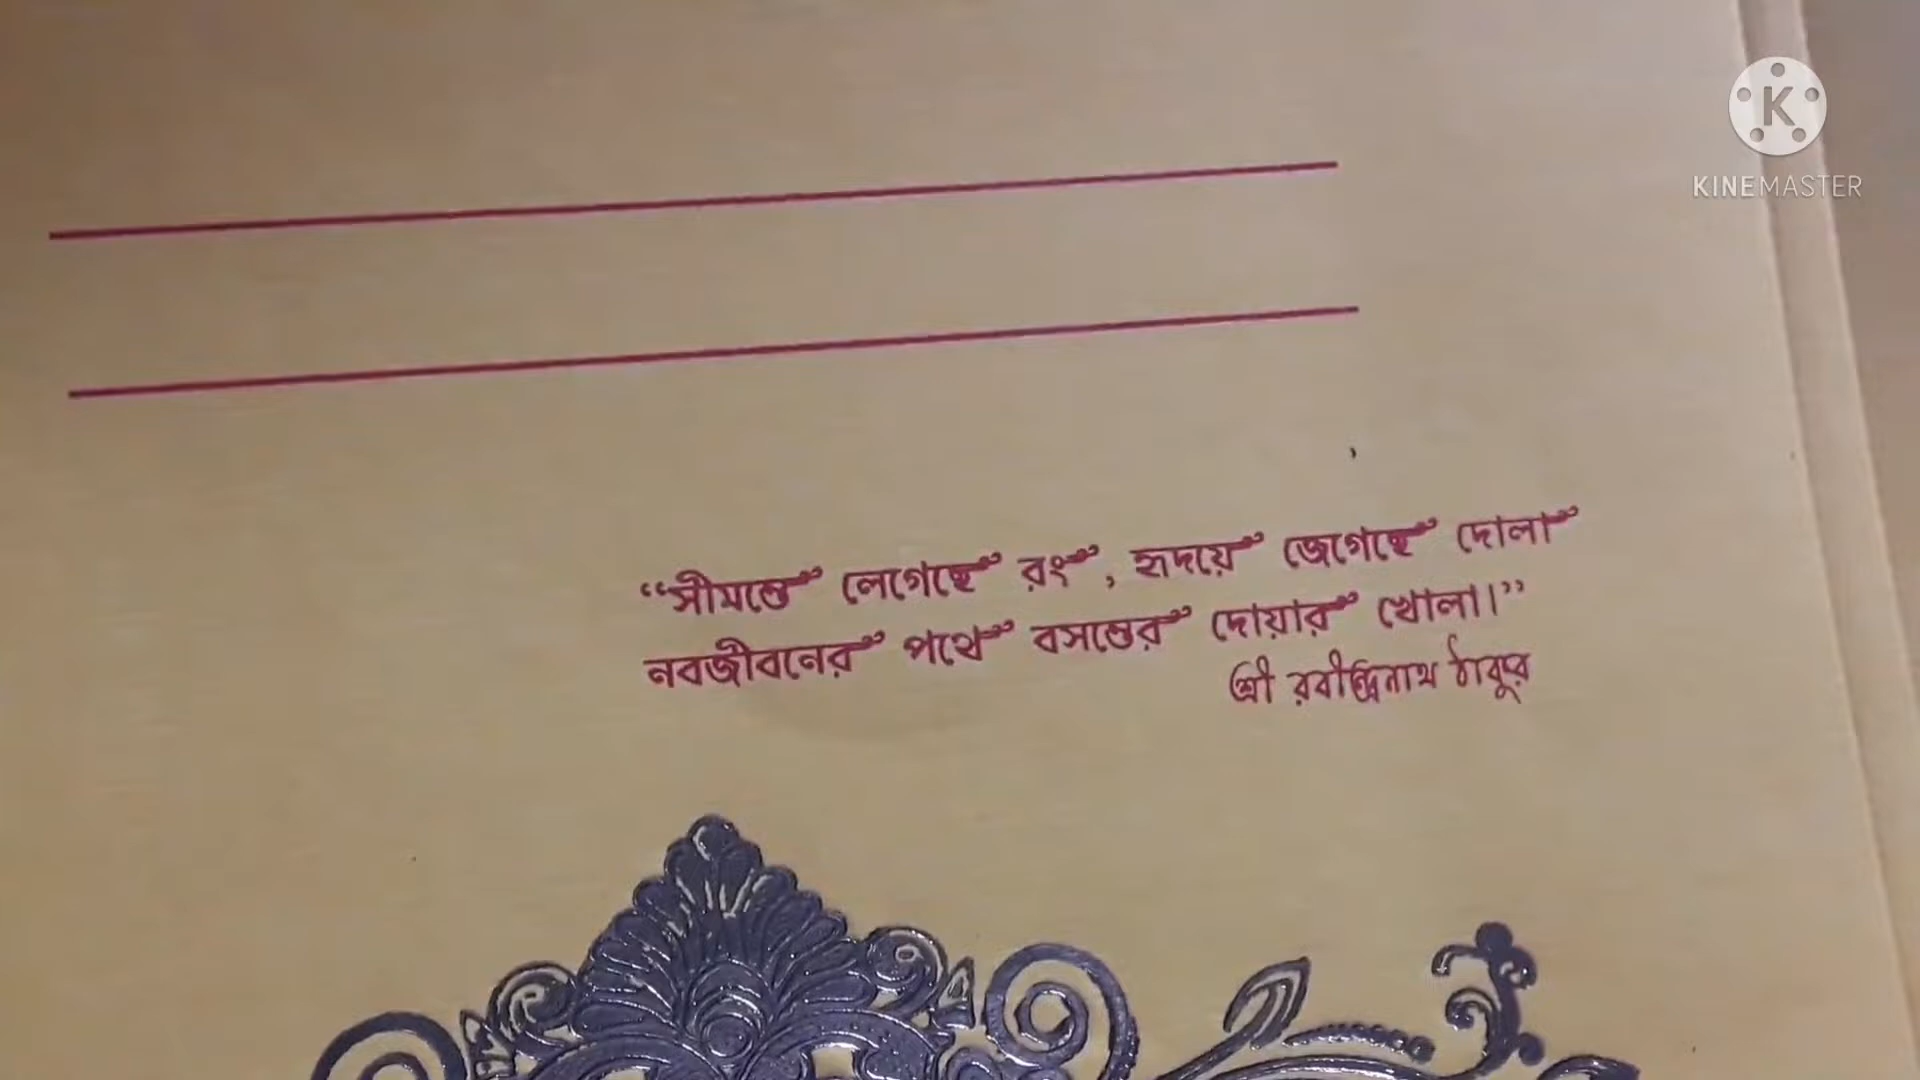 KINEMASTER
“সীমন্তে লেগেছে রং, হৃদয়ে জেগেছে দোলা
নবজীবনের পথে বসন্তের দোয়ার খোলা।”
শ্রী রবীন্দ্রনাথ ঠাকুর